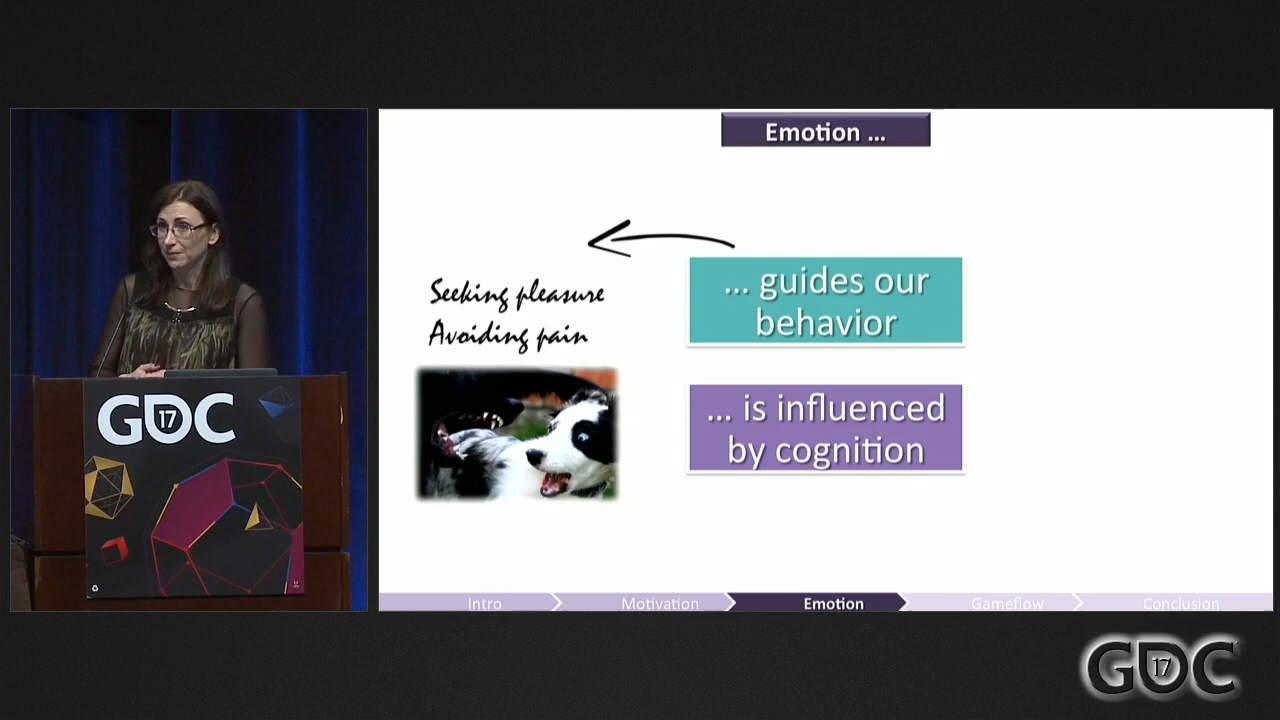 GDC
17
Emotion ...
... guides our
behavior
Seeking pleasure
Avoiding pain
... is influenced
by cognition
Intro
Motivation
Emotion
Gameflow
Conclusion
GDC
17